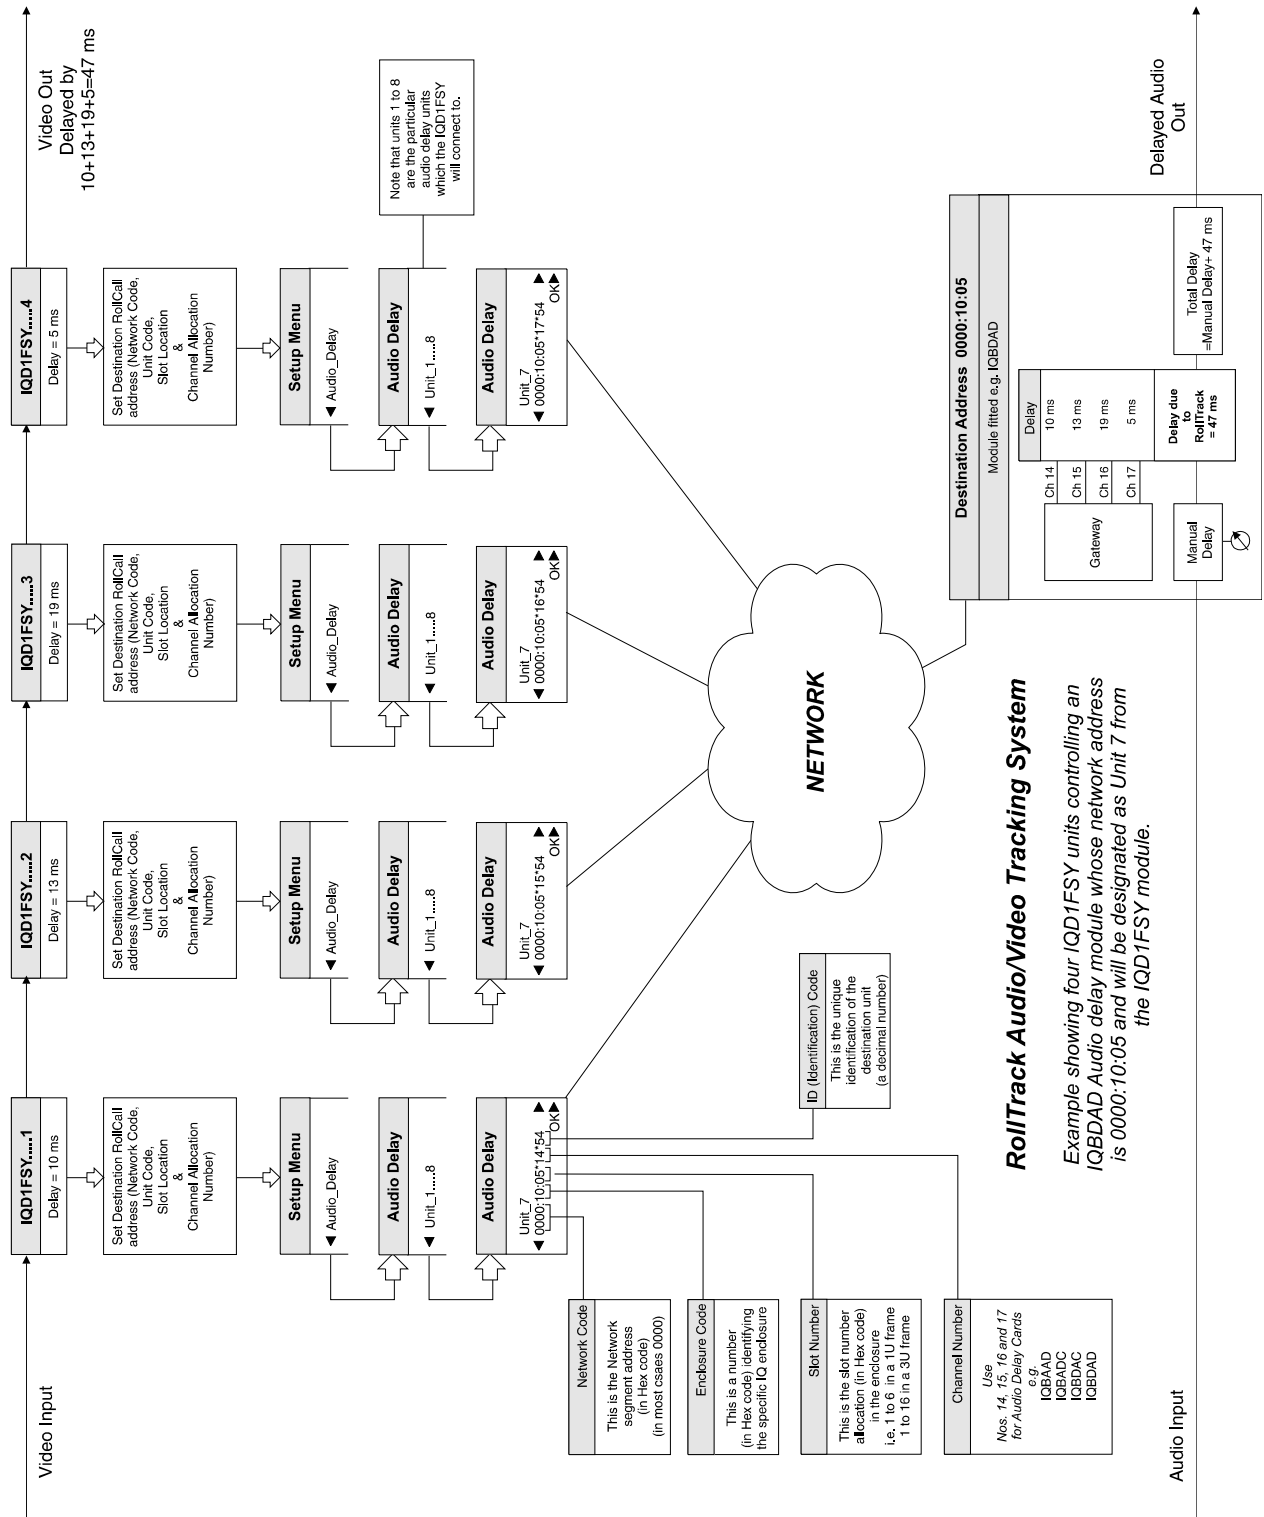 Video Input
Video Out
Delayed by
10+13+19+5=47 ms
IQD1FSY.....1
Delay = 10 ms
Set Destination RollCall
address (Network Code,
Unit Code,
Slot Location
&
Channel Allocation
Number)
Setup Menu
◀ Audio_Delay
Audio Delay
◀ Unit_1.....8
Audio Delay
Unit_7
◀ 0000:10:05*14*54 ▶
OK▶
IQD1FSY.....2
Delay = 13 ms
Set Destination RollCall
address (Network Code,
Unit Code,
Slot Location
&
Channel Allocation
Number)
Setup Menu
◀ Audio_Delay
Audio Delay
◀ Unit_1.....8
Audio Delay
Unit_7
◀ 0000:10:05*15*54 ▶
OK▶
IQD1FSY.....3
Delay = 19 ms
Set Destination RollCall
address (Network Code,
Unit Code,
Slot Location
&
Channel Allocation
Number)
Setup Menu
◀ Audio_Delay
Audio Delay
◀ Unit_1.....8
Audio Delay
Unit_7
◀ 0000:10:05*16*54 ▶
OK▶
IQD1FSY.....4
Delay = 5 ms
Set Destination RollCall
address (Network Code,
Unit Code,
Slot Location
&
Channel Allocation
Number)
Setup Menu
◀ Audio_Delay
Audio Delay
◀ Unit_1.....8
Audio Delay
Unit_7
◀ 0000:10:05*17*54 ▶
OK▶
Note that units 1 to 8
are the particular
audio delay units
which the IQD1FSY
will connect to.
Network Code
This is the Network
segment address
(in Hex code)
(in most csaes 0000)
Enclosure Code
This is a number
(in Hex code) identifying
the specific IQ enclosure
Slot Number
This is the slot number
allocation (in Hex code)
in the enclosure
i.e. 1 to 6 in a 1U frame
1 to 16 in a 3U frame
Channel Number
Use
Nos. 14, 15, 16 and 17
for Audio Delay Cards
e.g.
IQBAAD
IQBADC
IQBDAC
IQBDAD
ID (Identification) Code
This is the unique
identification of the
destination unit
(a decimal number)
NETWORK
RollTrack Audio/Video Tracking System
Example showing four IQD1FSY units controlling an
IQBDAD Audio delay module whose network address
is 0000:10:05 and will be designated as Unit 7 from
the IQD1FSY module.
Destination Address 0000:10:05
Module fitted e.g. IQBDAD
Gateway
Delay
Ch 14 10 ms
Ch 15 13 ms
Ch 16 19 ms
Ch 17 5 ms
Manual
Delay
Delay due
to
RollTrack
= 47 ms
Total Delay
=Manual Delay+ 47 ms
Audio Input
Delayed Audio
Out